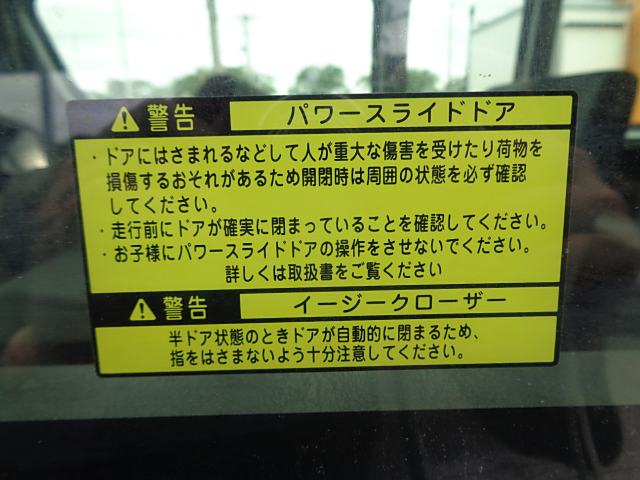 警告 パワースライドドア
・ドアにはさまれるなどして人が重大な傷害を受けたり荷物を
損傷するおそれがあるため開閉時は周囲の状態を必ず確認
してください。
・走行前にドアが確実に閉まっていることを確認してください。
・お子様にパワースライドドアの操作をさせないでください。
詳しくは取扱書をご覧ください
警告 イージークローザー
半ドア状態のときドアが自動的に閉まるため、
指をはさまないよう十分注意してください。